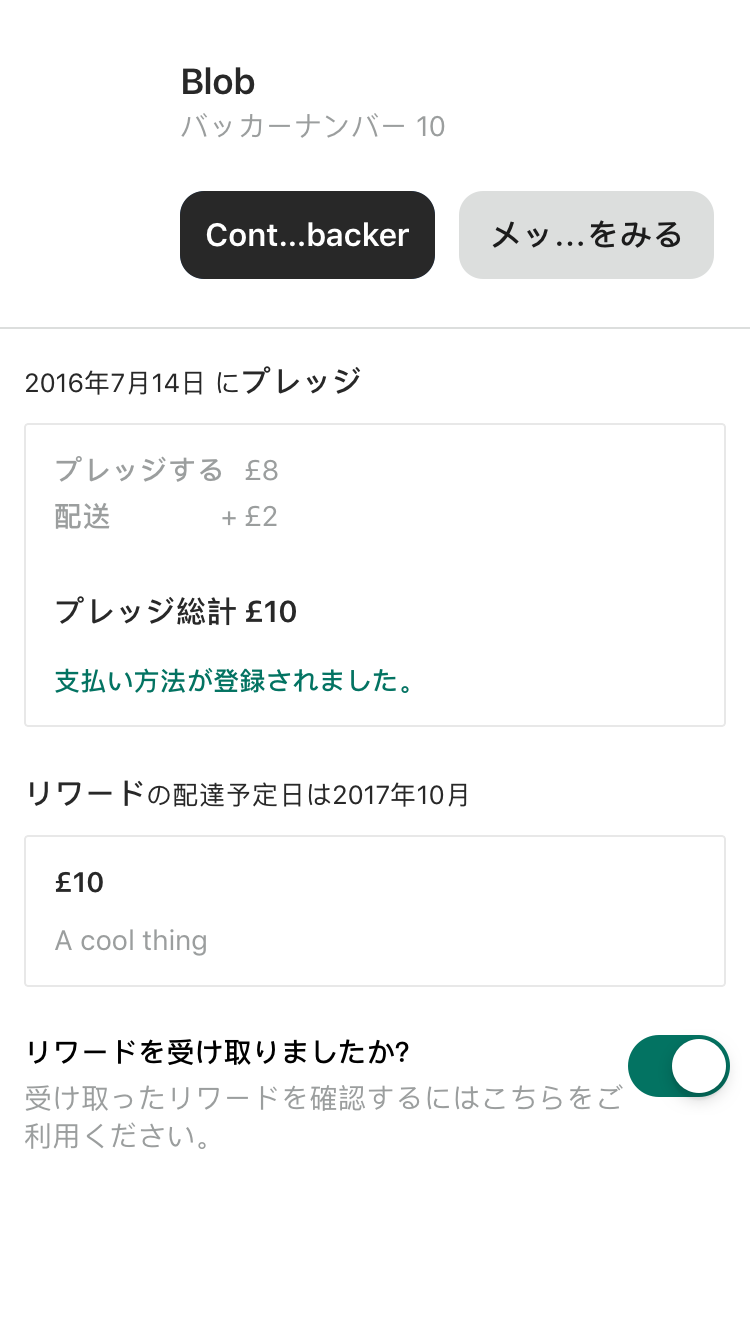 Blob
バッカーナンバー 10
Cont...backer
メッ...をみる
2016年7月14日 にプレッジ
プレッジする £8
配送 + £2
プレッジ総計 £10
支払い方法が登録されました。
リワードの配達予定日は2017年10月
£10
A cool thing
リワードを受け取りましたか?
受け取ったリワードを確認するにはこちらをご
利用ください。